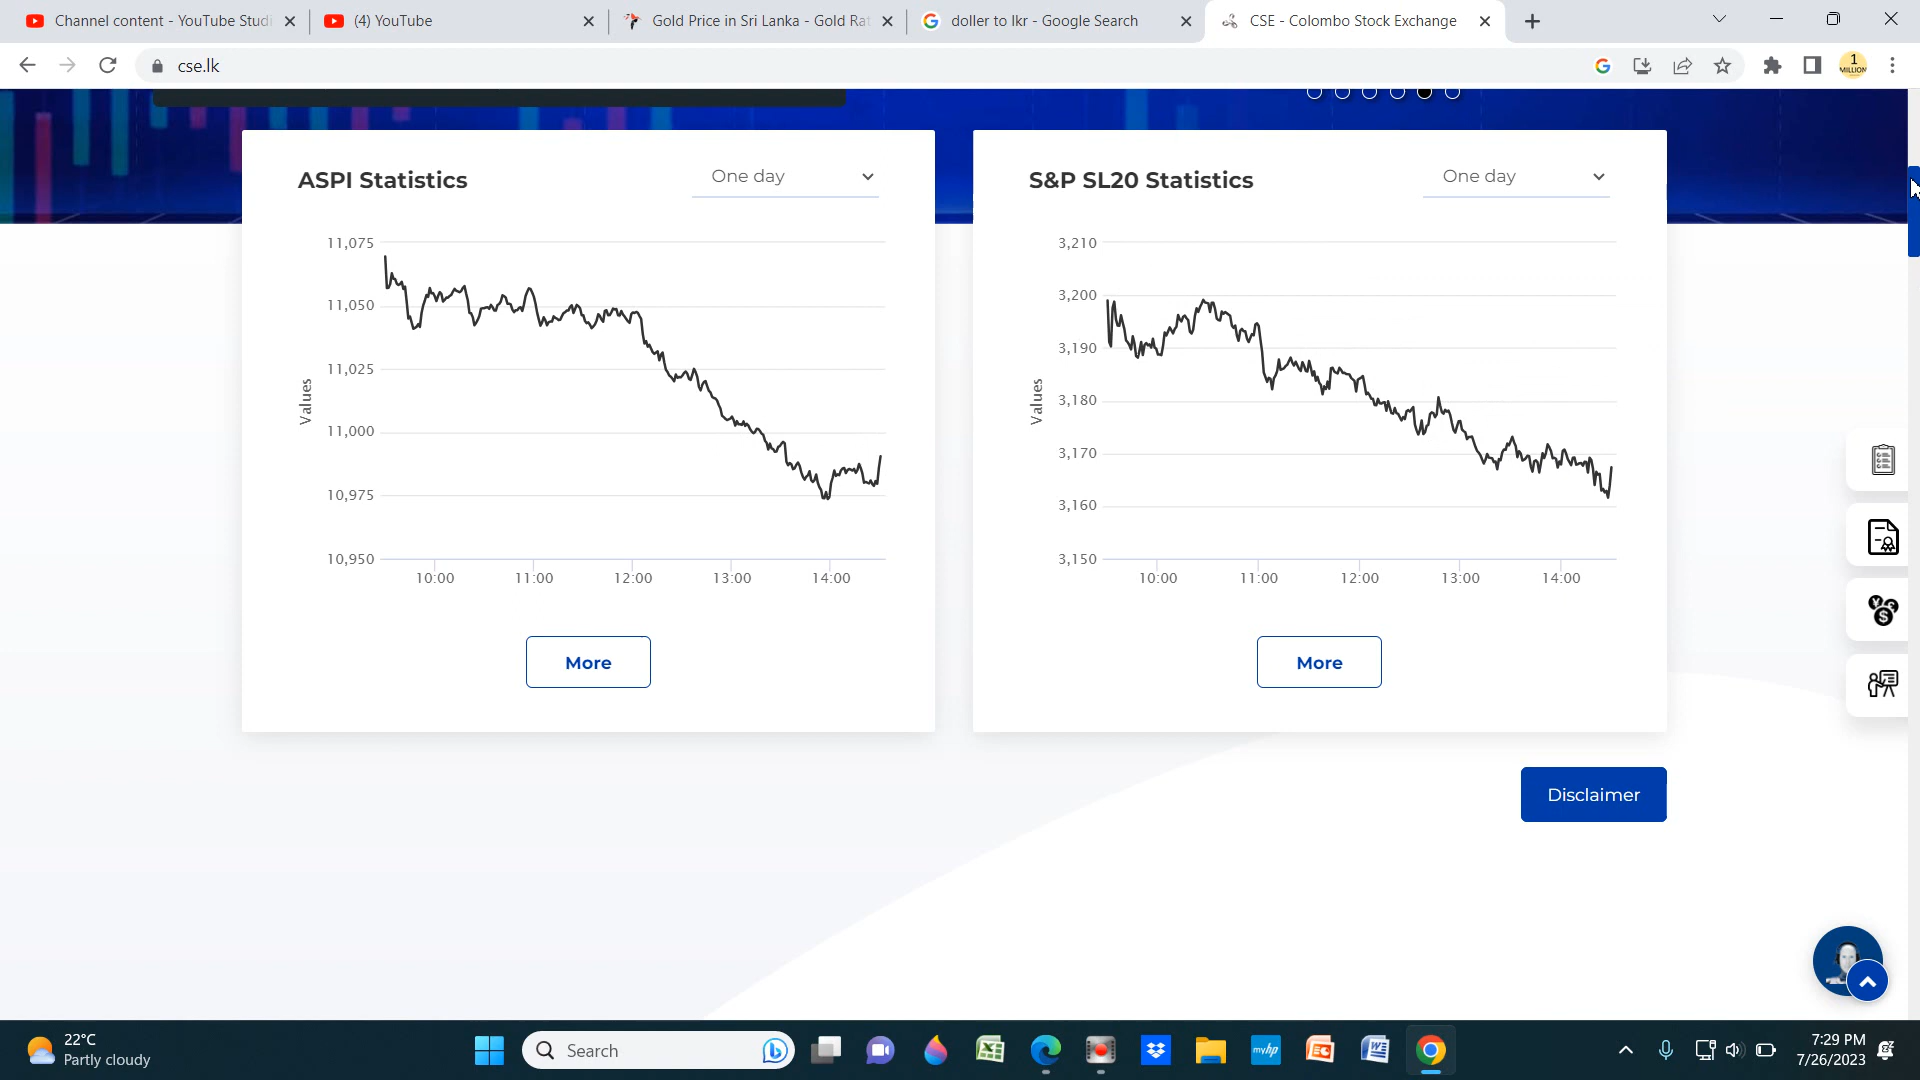 Channel content - YouTube Studi
(4) YouTube
Gold Price in Sri Lanka - Gold Rat
doller to lkr - Google Search
CSE - Colombo Stock Exchange
cse.lk
1
MILLION
ASPI Statistics
One day
11,075
11,050
11,025
11,000
10,975
10,950
Values
10:00 11:00 12:00 13:00 14:00
More
S&P SL20 Statistics
One day
3,210
3,200
3,190
3,180
3,170
3,160
3,150
Values
10:00 11:00 12:00 13:00 14:00
More
Disclaimer
22°C
Partly cloudy
Search
myhp
7:29 PM
7/26/2023